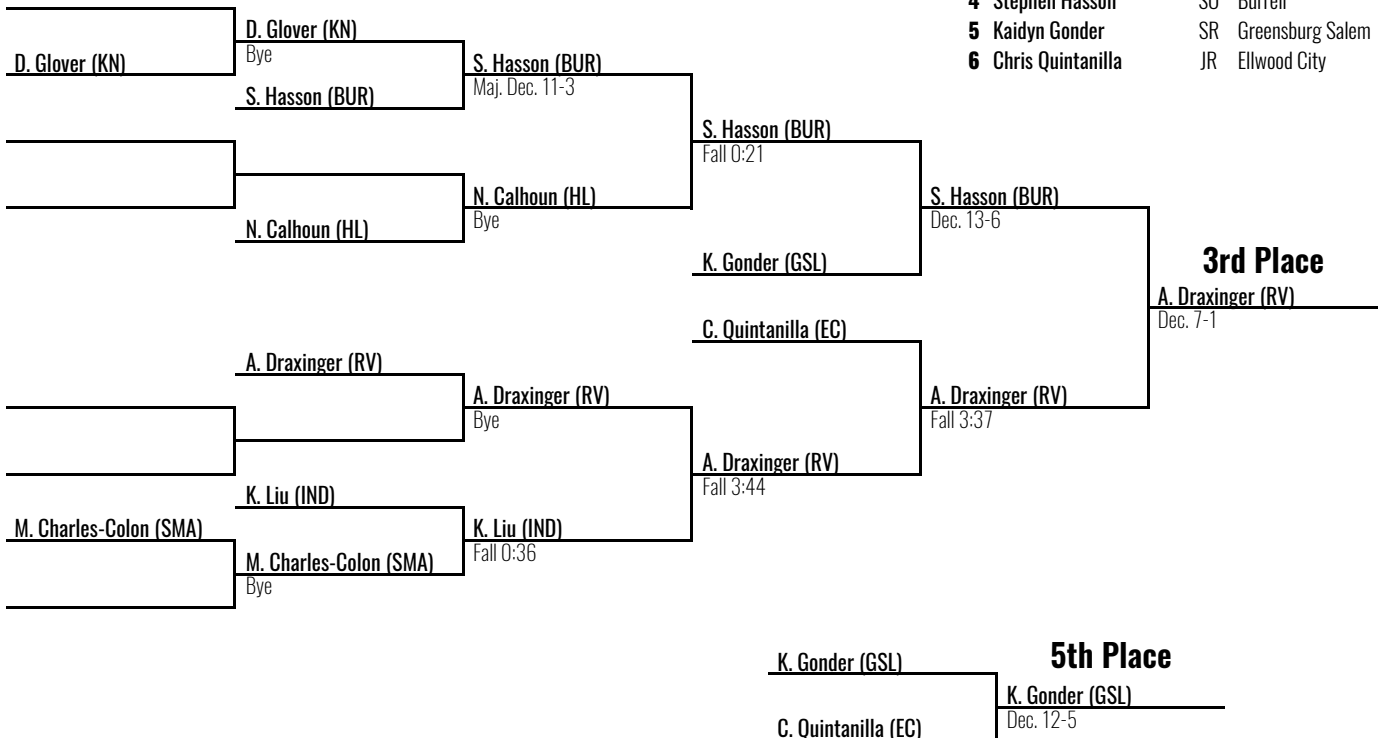 4 Stephen Hasson SO Burrell
5 Kaidyn Gonder SR Greensburg Salem
6 Chris Quintanilla JR Ellwood City
D. Glover (KN)
Bye
D. Glover (KN)
S. Hasson (BUR)
Maj. Dec. 11-3
S. Hasson (BUR)
S. Hasson (BUR)
Fall 0:21
N. Calhoun (HL)
Bye
S. Hasson (BUR)
Dec. 13-6
N. Calhoun (HL)
K. Gonder (GSL)
3rd Place
A. Draxinger (RV)
Dec. 7-1
C. Quintanilla (EC)
A. Draxinger (RV)
A. Draxinger (RV)
Bye
A. Draxinger (RV)
Fall 3:37
A. Draxinger (RV)
Fall 3:44
K. Liu (IND)
M. Charles-Colon (SMA)
K. Liu (IND)
Fall 0:36
M. Charles-Colon (SMA)
Bye
5th Place
K. Gonder (GSL)
K. Gonder (GSL)
Dec. 12-5
C. Quintanilla (EC)